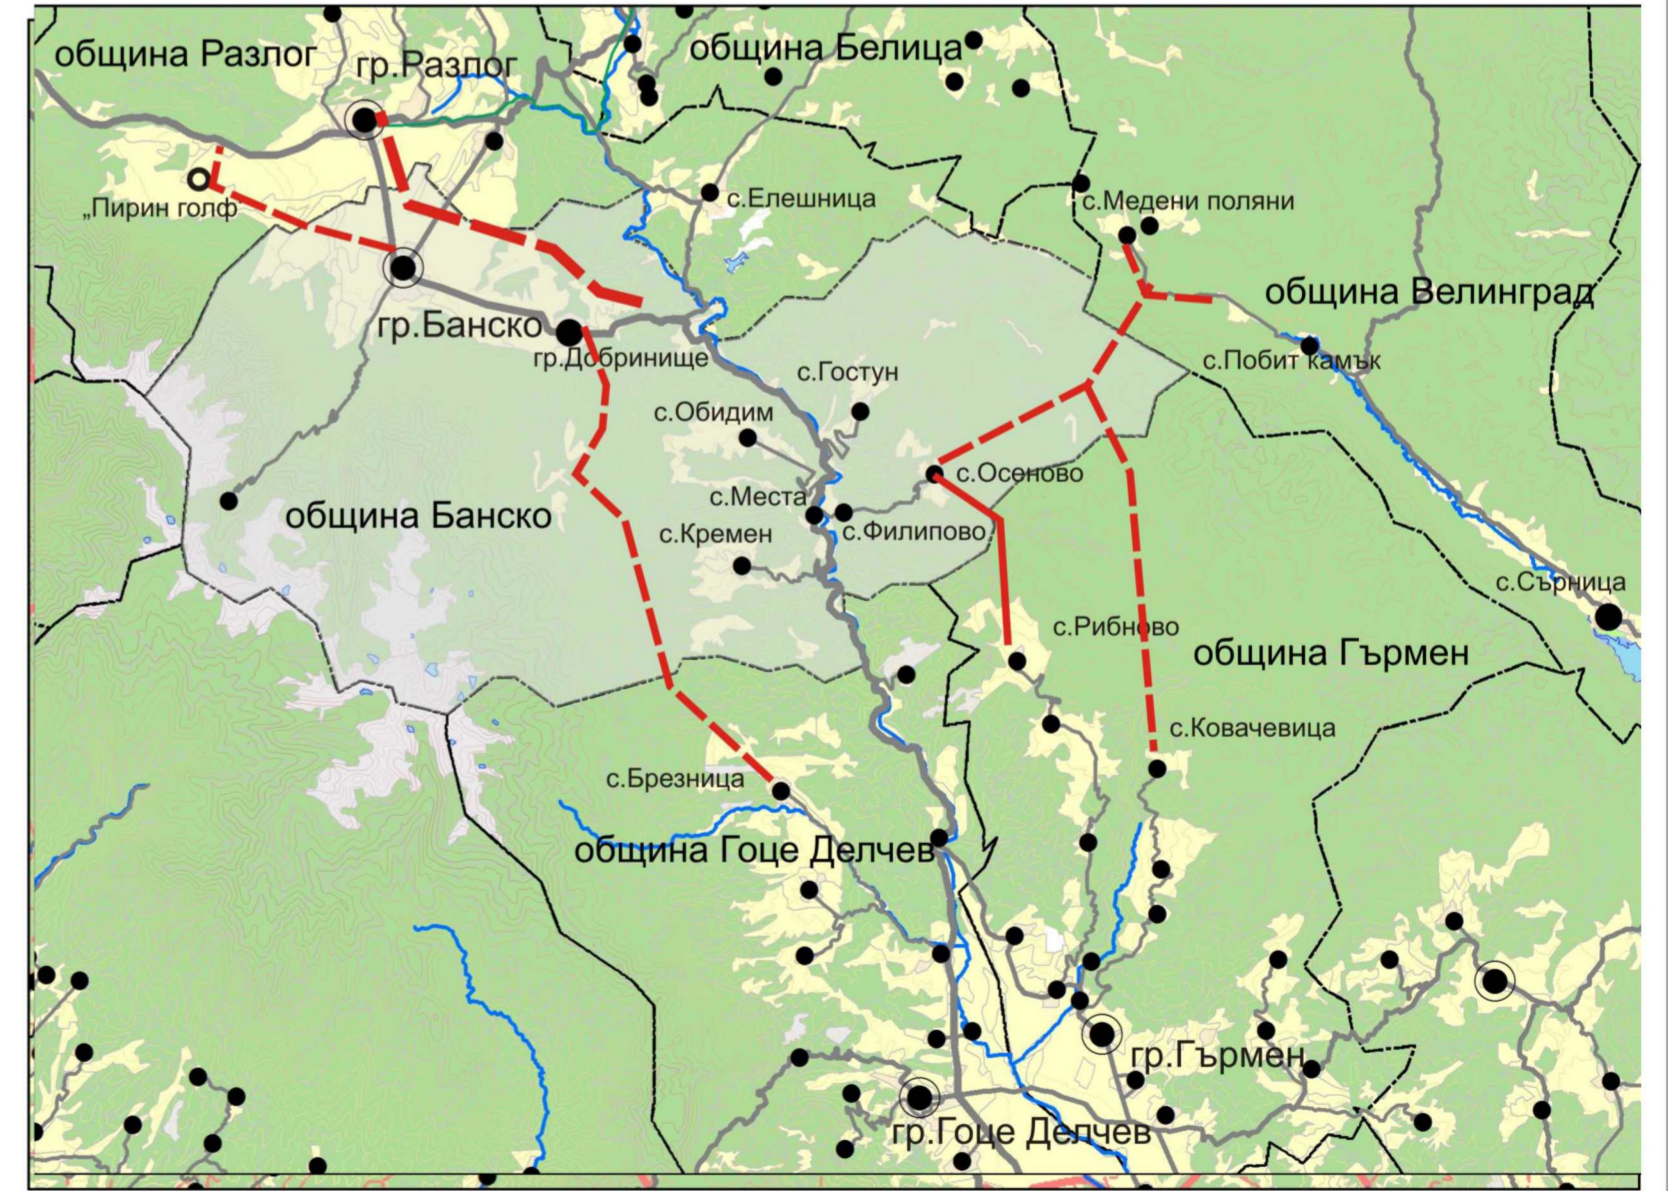 община Разлог
гр.Разлог
община Белица
„Пирин голф“
с.Елешница
с.Медени поляни
община Велинград
гр.Банско
гр.Добринище
с.Побит камък
с.Гостун
с.Обидим
с.Осеново
с.Места
община Банско
с.Филипово
с.Кремен
с.Сърница
с.Рибново
община Гърмен
с.Ковачевица
с.Брезница
община Гоце Делчев
гр.Гърмен
гр.Гоце Делчев